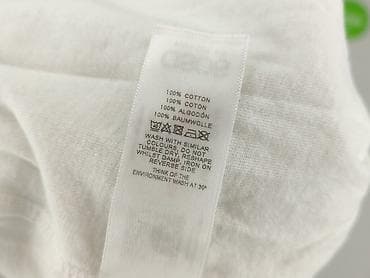 100% COTTON
100% COTON
100% ALGODÓN
100% BAUMWOLLE
WASH WITH SIMILAR
COLOURS, DO NOT
TUMBLE DRY, RESHAPE
WHILST DAMP, IRON ON
REVERSE SIDE
THINK OF THE
ENVIRONMENT WASH AT 30°